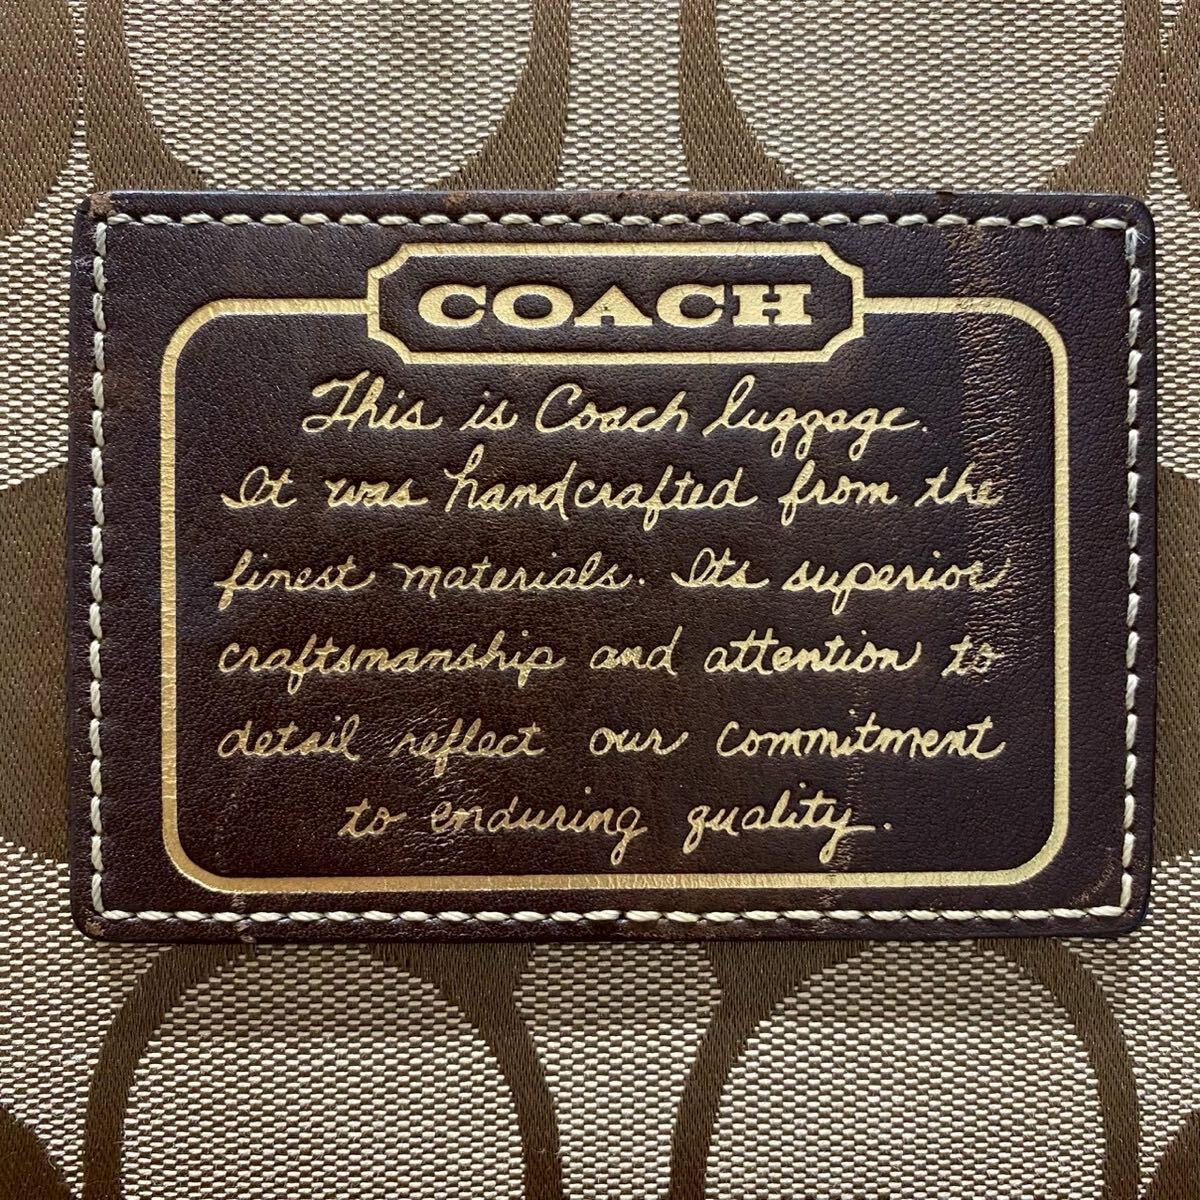 COACH
This is Coach luggage.
It was handcrafted from the
finest materials. Its superior
craftsmanship and attention to
detail reflect our commitment
to enduring quality.